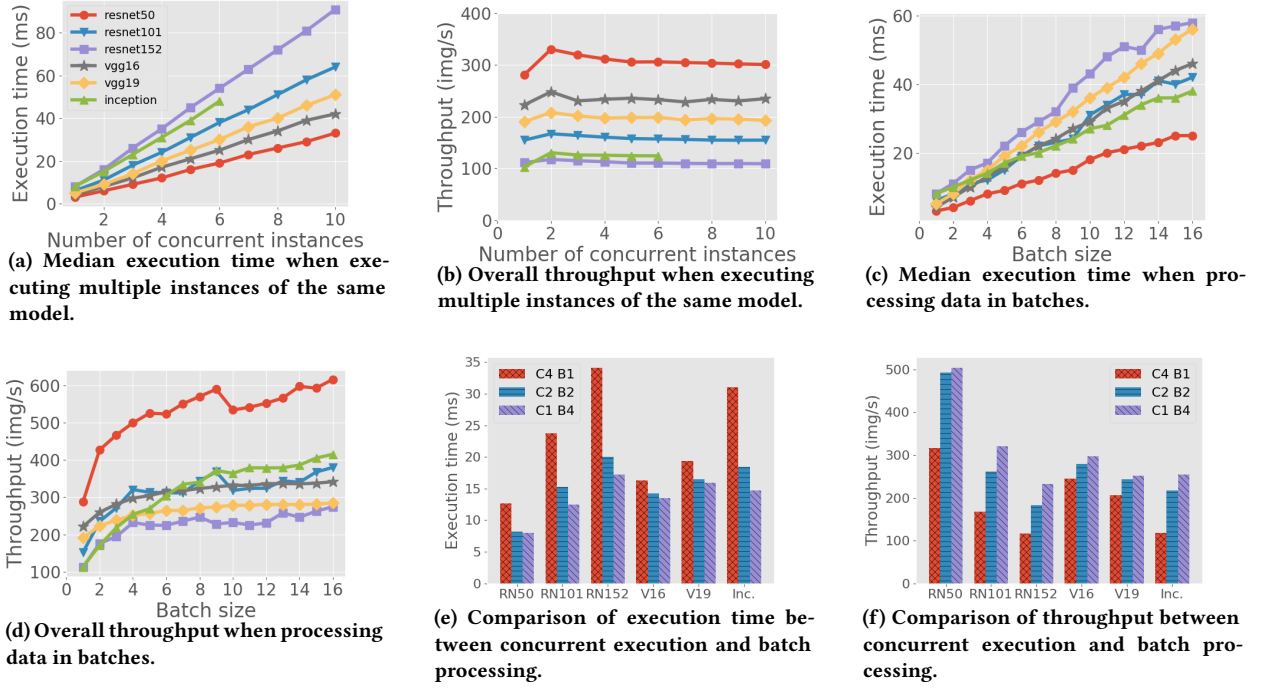 Execution time (ms)
80
60
40
20
0
resnet50
resnet101
resnet152
vgg16
vgg19
inception
2 4 6 8 10
Number of concurrent instances
(a) Median execution time when exe-
cuting multiple instances of the same
model.
Throughput (img/s)
400
300
200
100
0
0 2 4 6 8 10
Number of concurrent instances
(b) Overall throughput when executing
multiple instances of the same model.
Execution time (ms)
60
40
20
0 2 4 6 8 10 12 14 16
Batch size
(c) Median execution time when pro-
cessing data in batches.
Throughput (img/s)
600
500
400
300
200
100
0 2 4 6 8 10 12 14 16
Batch size
(d) Overall throughput when processing
data in batches.
Execution time (ms)
35
30
25
20
15
10
5
0
C4 B1
C2 B2
C1 B4
RN50 RN101 RN152 V16 V19 Inc.
(e) Comparison of execution time be-
tween concurrent execution and batch
processing.
Throughput (img/s)
500
400
300
200
100
0
C4 B1
C2 B2
C1 B4
RN50 RN101 RN152 V16 V19 Inc.
(f) Comparison of throughput between
concurrent execution and batch pro-
cessing.